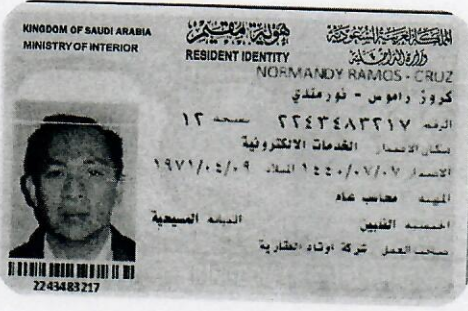 KINGDOM OF SAUDI ARABIA
MINISTRY OF INTERIOR
هوية مقيم
RESIDENT IDENTITY
المملكة العربية السعودية
وزارة الداخلية
NORMANDY RAMOS - CRUZ
كروز راموس - نورمندي
الرقم ٢٢٤٣٤٨٣٢١٧ نسخة ١٢
مكان الاصدار الخدمات الالكترونية
الاصدار ١٤٤٠/٠٧/٠٧ الميلاد ١٩٧١/٠٤/٠٩
المهنة محاسب عام
الجنسية الفلبين الديانة المسيحية
صاحب العمل شركة اوتاد العقارية
2243483217